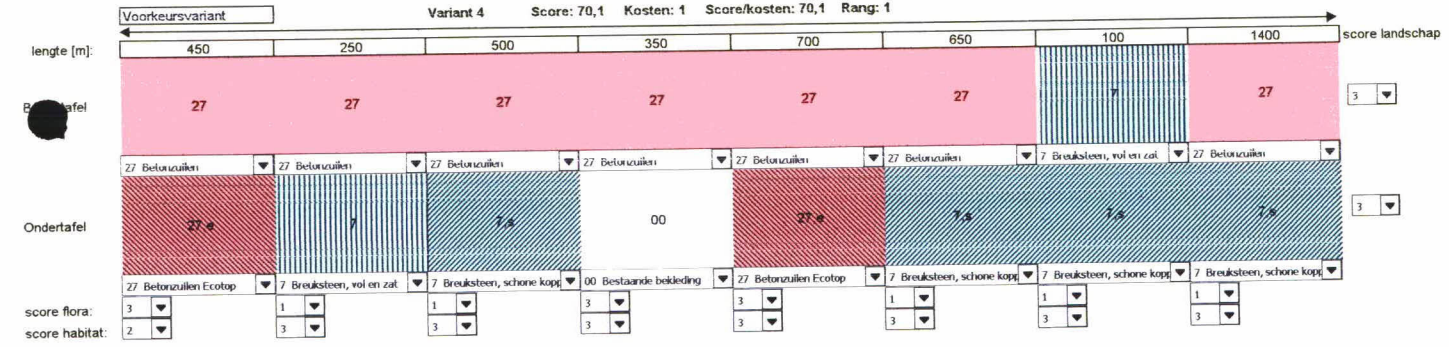 Voorkeursvariant Variant 4 Score: 70,1 Kosten: 1 Score/kosten: 70,1 Rang: 1
lengte [m]: 450 250 500 350 700 650 100 1400 score landschap
27 27 27 27 27 27 7 27 3
27 Betonzuilen 27 Betonzuilen 27 Betonzuilen 27 Betonzuilen 27 Betonzuilen 27 Betonzuilen 7 Breuksteen, vol en zat 27 Betonzuilen
Ondertafel 27 e 7 7,s 00 27 e 7,s 7,s 7,s 3
27 Betonzuilen Ecotop 7 Breuksteen, vol en zat 7 Breuksteen, schone kopp 00 Bestaande bekleding 27 Betonzuilen Ecotop 7 Breuksteen, schone kopp 7 Breuksteen, schone kopp 7 Breuksteen, schone kopp
score flora: 3 1 1 3 3 1 1 1
score habitat: 2 3 3 3 3 3 3 3